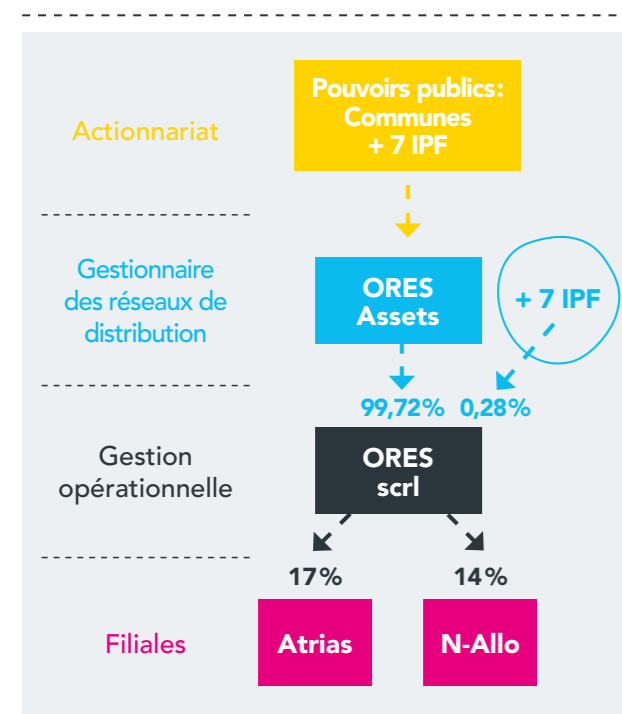 Actionnariat
Pouvoirs publics:
Communes
+ 7 IPF
Gestionnaire
des réseaux de
distribution
ORES
Assets
+ 7 IPF
99,72% 0,28%
Gestion
opérationnelle
ORES
scrl
17% 14%
Filiales
Atrias
N-Allo